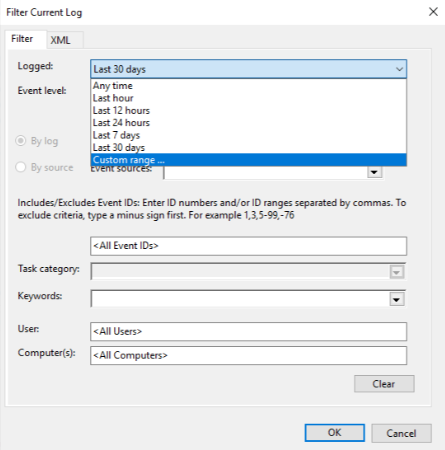 Filter Current Log
Filter XML
Logged: Last 30 days
Event level: Any time
Last hour
Last 12 hours
Last 24 hours
Last 7 days
Last 30 days
Custom range ...
By log
By source Event sources:
Includes/Excludes Event IDs: Enter ID numbers and/or ID ranges separated by commas. To
exclude criteria, type a minus sign first. For example 1,3,5-99,-76
<All Event IDs>
Task category:
Keywords:
User: <All Users>
Computer(s): <All Computers>
Clear
OK Cancel